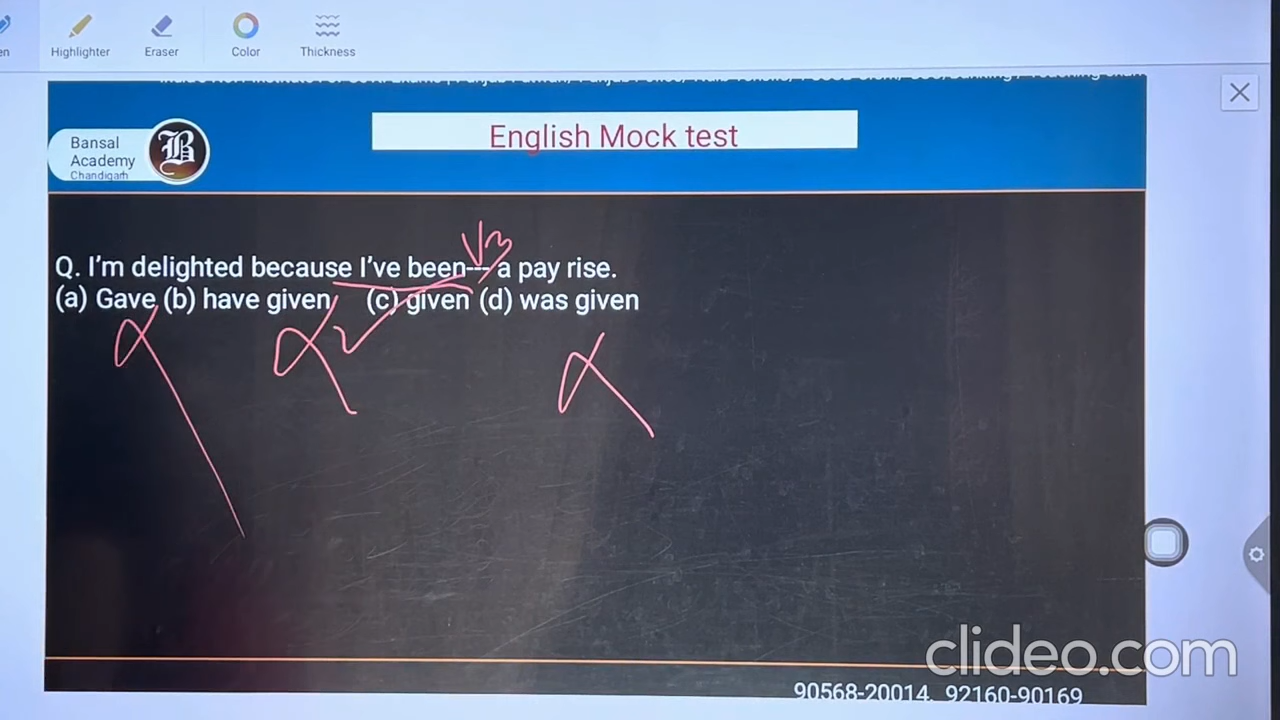 Highlighter Eraser Color Thickness
Bansal
Academy
Chandigarh
B
English Mock test
V3
Q. I'm delighted because I've been--- a pay rise.
(a) Gave (b) have given (c) given (d) was given
clideo.com
90568-20014, 92160-90169